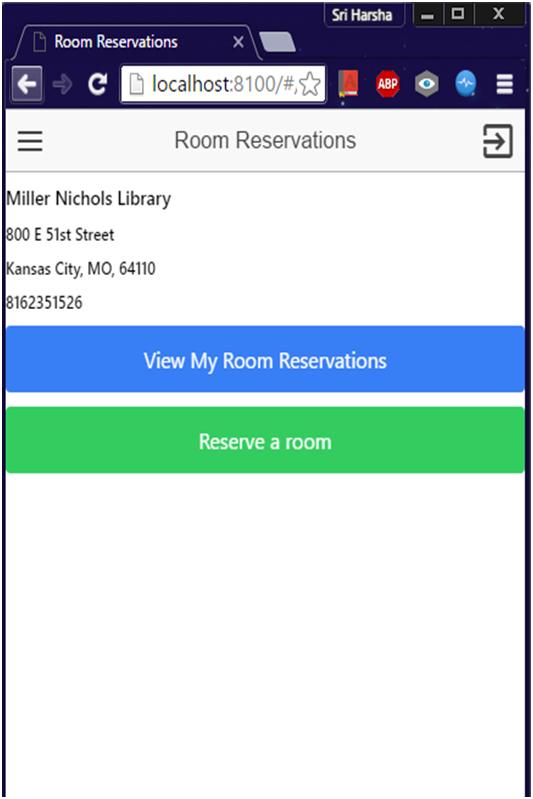 Sri Harsha
Room Reservations
localhost:8100/#/
ABP
Room Reservations
Miller Nichols Library
800 E 51st Street
Kansas City, MO, 64110
8162351526
View My Room Reservations
Reserve a room